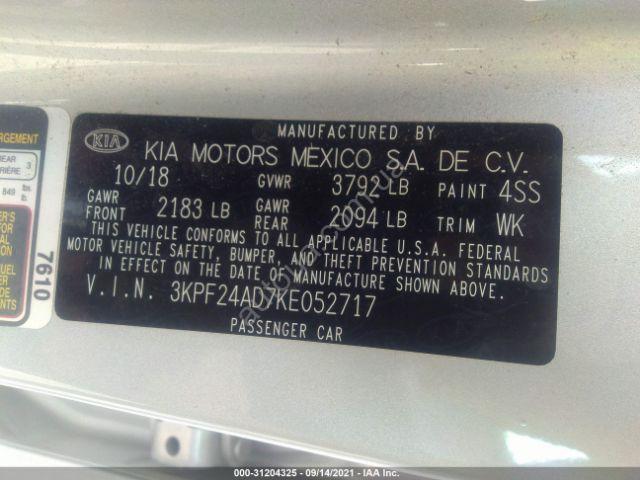 MANUFACTURED BY
KIA KIA MOTORS MEXICO S.A. DE C.V.
10/18 GVWR 3792 LB PAINT 4SS
GAWR FRONT 2183 LB GAWR REAR 2094 LB TRIM WK
THIS VEHICLE CONFORMS TO ALL APPLICABLE U.S.A. FEDERAL
MOTOR VEHICLE SAFETY, BUMPER, AND THEFT PREVENTION STANDARDS
IN EFFECT ON THE DATE OF MANUFACTURE SHOWN ABOVE.
V.I.N. 3KPF24AD7KE052717
PASSENGER CAR
7610
REAR
3
849
lbs.
000-31204325 | 09/14/2021 | IAA Inc.